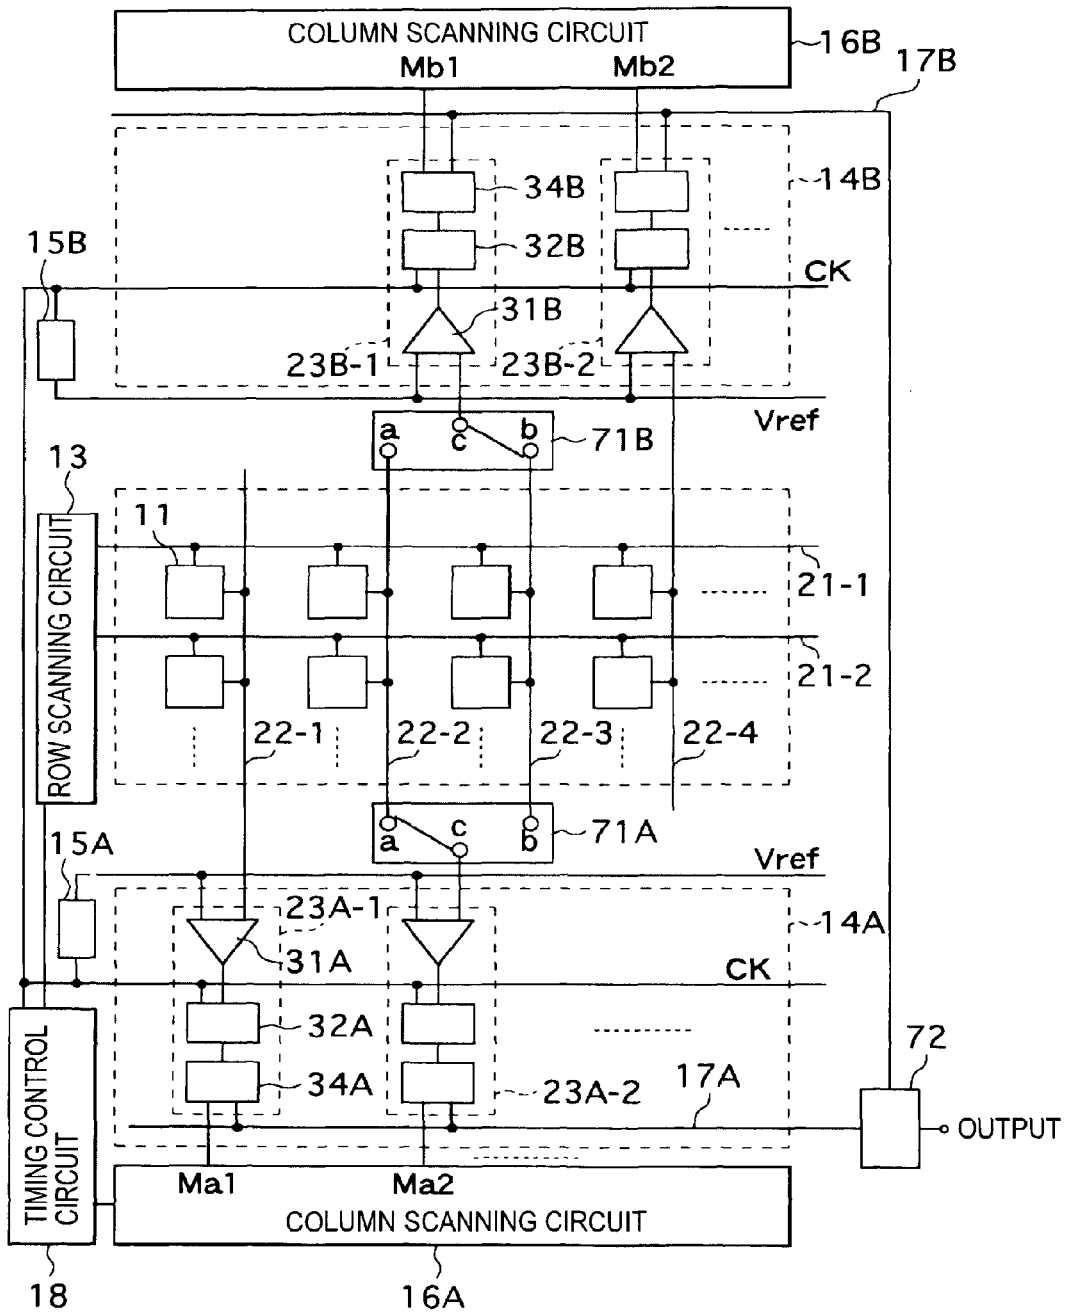 COLUMN SCANNING CIRCUIT
16B
Mb1
Mb2
17B
14B
34B
32B
15B
CK
31B
23B-1
23B-2
Vref
a
c
b
71B
13
ROW SCANNING CIRCUIT
11
21-1
21-2
22-1
22-2
22-3
22-4
a
c
b
71A
15A
Vref
23A-1
14A
31A
CK
32A
72
34A
23A-2
17A
OUTPUT
TIMING CONTROL
CIRCUIT
Ma1
Ma2
COLUMN SCANNING CIRCUIT
18
16A